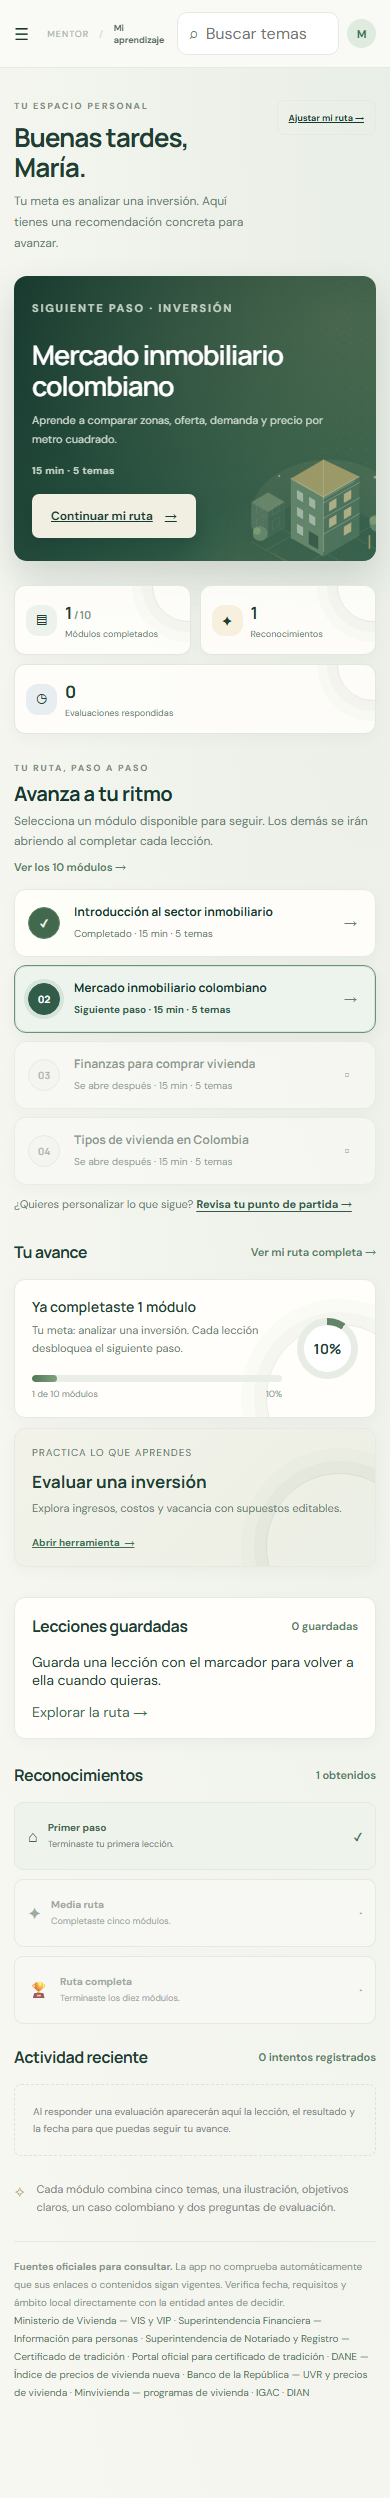 MENTOR / Mi aprendizaje
Buscar temas
M
TU ESPACIO PERSONAL
Ajustar mi ruta →
Buenas tardes,
María.
Tu meta es analizar una inversión. Aquí
tienes una recomendación concreta para
avanzar.
SIGUIENTE PASO · INVERSIÓN
Mercado inmobiliario
colombiano
Aprende a comparar zonas, oferta, demanda y precio por
metro cuadrado.
15 min · 5 temas
Continuar mi ruta →
1 / 10
Módulos completados
1
Reconocimientos
0
Evaluaciones respondidas
TU RUTA, PASO A PASO
Avanza a tu ritmo
Selecciona un módulo disponible para seguir. Los demás se irán
abriendo al completar cada lección.
Ver los 10 módulos →
✓ Introducción al sector inmobiliario →
Completado · 15 min · 5 temas
02 Mercado inmobiliario colombiano →
Siguiente paso · 15 min · 5 temas
03 Finanzas para comprar vivienda
Se abre después · 15 min · 5 temas
04 Tipos de vivienda en Colombia
Se abre después · 15 min · 5 temas
¿Quieres personalizar lo que sigue? Revisa tu punto de partida →
Tu avance
Ver mi ruta completa →
Ya completaste 1 módulo
Tu meta: analizar una inversión. Cada lección
desbloquea el siguiente paso.
10%
1 de 10 módulos 10%
PRACTICA LO QUE APRENDES
Evaluar una inversión
Explora ingresos, costos y vacancia con supuestos editables.
Abrir herramienta →
Lecciones guardadas
0 guardadas
Guarda una lección con el marcador para volver a
ella cuando quieras.
Explorar la ruta →
Reconocimientos
1 obtenidos
Primer paso
Terminaste tu primera lección.
✓
Media ruta
Completaste cinco módulos.
·
Ruta completa
Terminaste los diez módulos.
·
Actividad reciente
0 intentos registrados
Al responder una evaluación aparecerán aquí la lección, el resultado y
la fecha para que puedas seguir tu avance.
Cada módulo combina cinco temas, una ilustración, objetivos
claros, un caso colombiano y dos preguntas de evaluación.
Fuentes oficiales para consultar. La app no comprueba automáticamente
que sus enlaces o contenidos sigan vigentes. Verifica fecha, requisitos y
ámbito local directamente con la entidad antes de decidir.
Ministerio de Vivienda — VIS y VIP · Superintendencia Financiera —
Información para personas · Superintendencia de Notariado y Registro —
Certificado de tradición · Portal oficial para certificado de tradición · DANE —
Índice de precios de vivienda nueva · Banco de la República — UVR y precios
de vivienda · Minvivienda — programas de vivienda · IGAC · DIAN